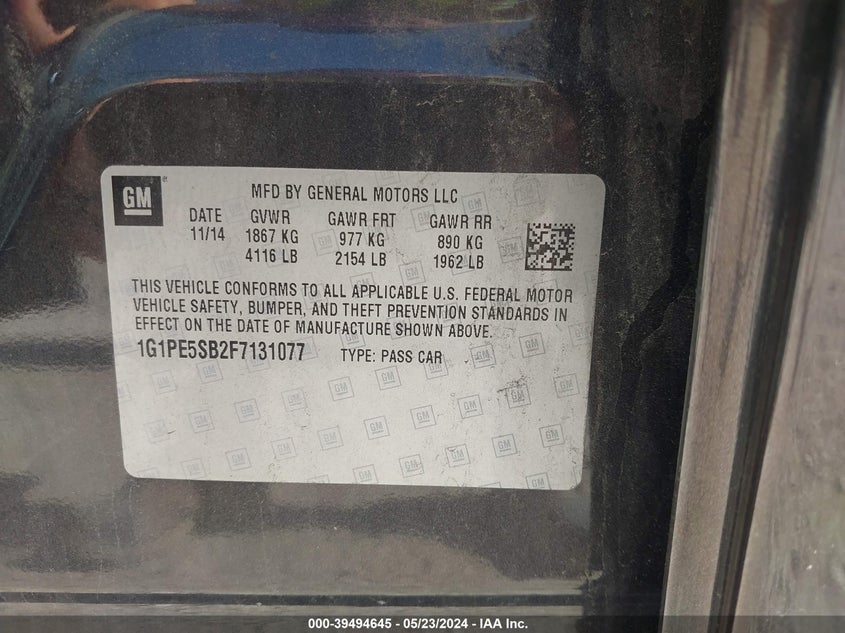 GM
MFD BY GENERAL MOTORS LLC
DATE GVWR GAWR FRT GAWR RR
11/14 1867 KG 977 KG 890 KG
4116 LB 2154 LB 1962 LB
THIS VEHICLE CONFORMS TO ALL APPLICABLE U.S. FEDERAL MOTOR
VEHICLE SAFETY, BUMPER, AND THEFT PREVENTION STANDARDS IN
EFFECT ON THE DATE OF MANUFACTURE SHOWN ABOVE.
1G1PE5SB2F7131077 TYPE: PASS CAR
000-39494645 - 05/23/2024 - IAA Inc.